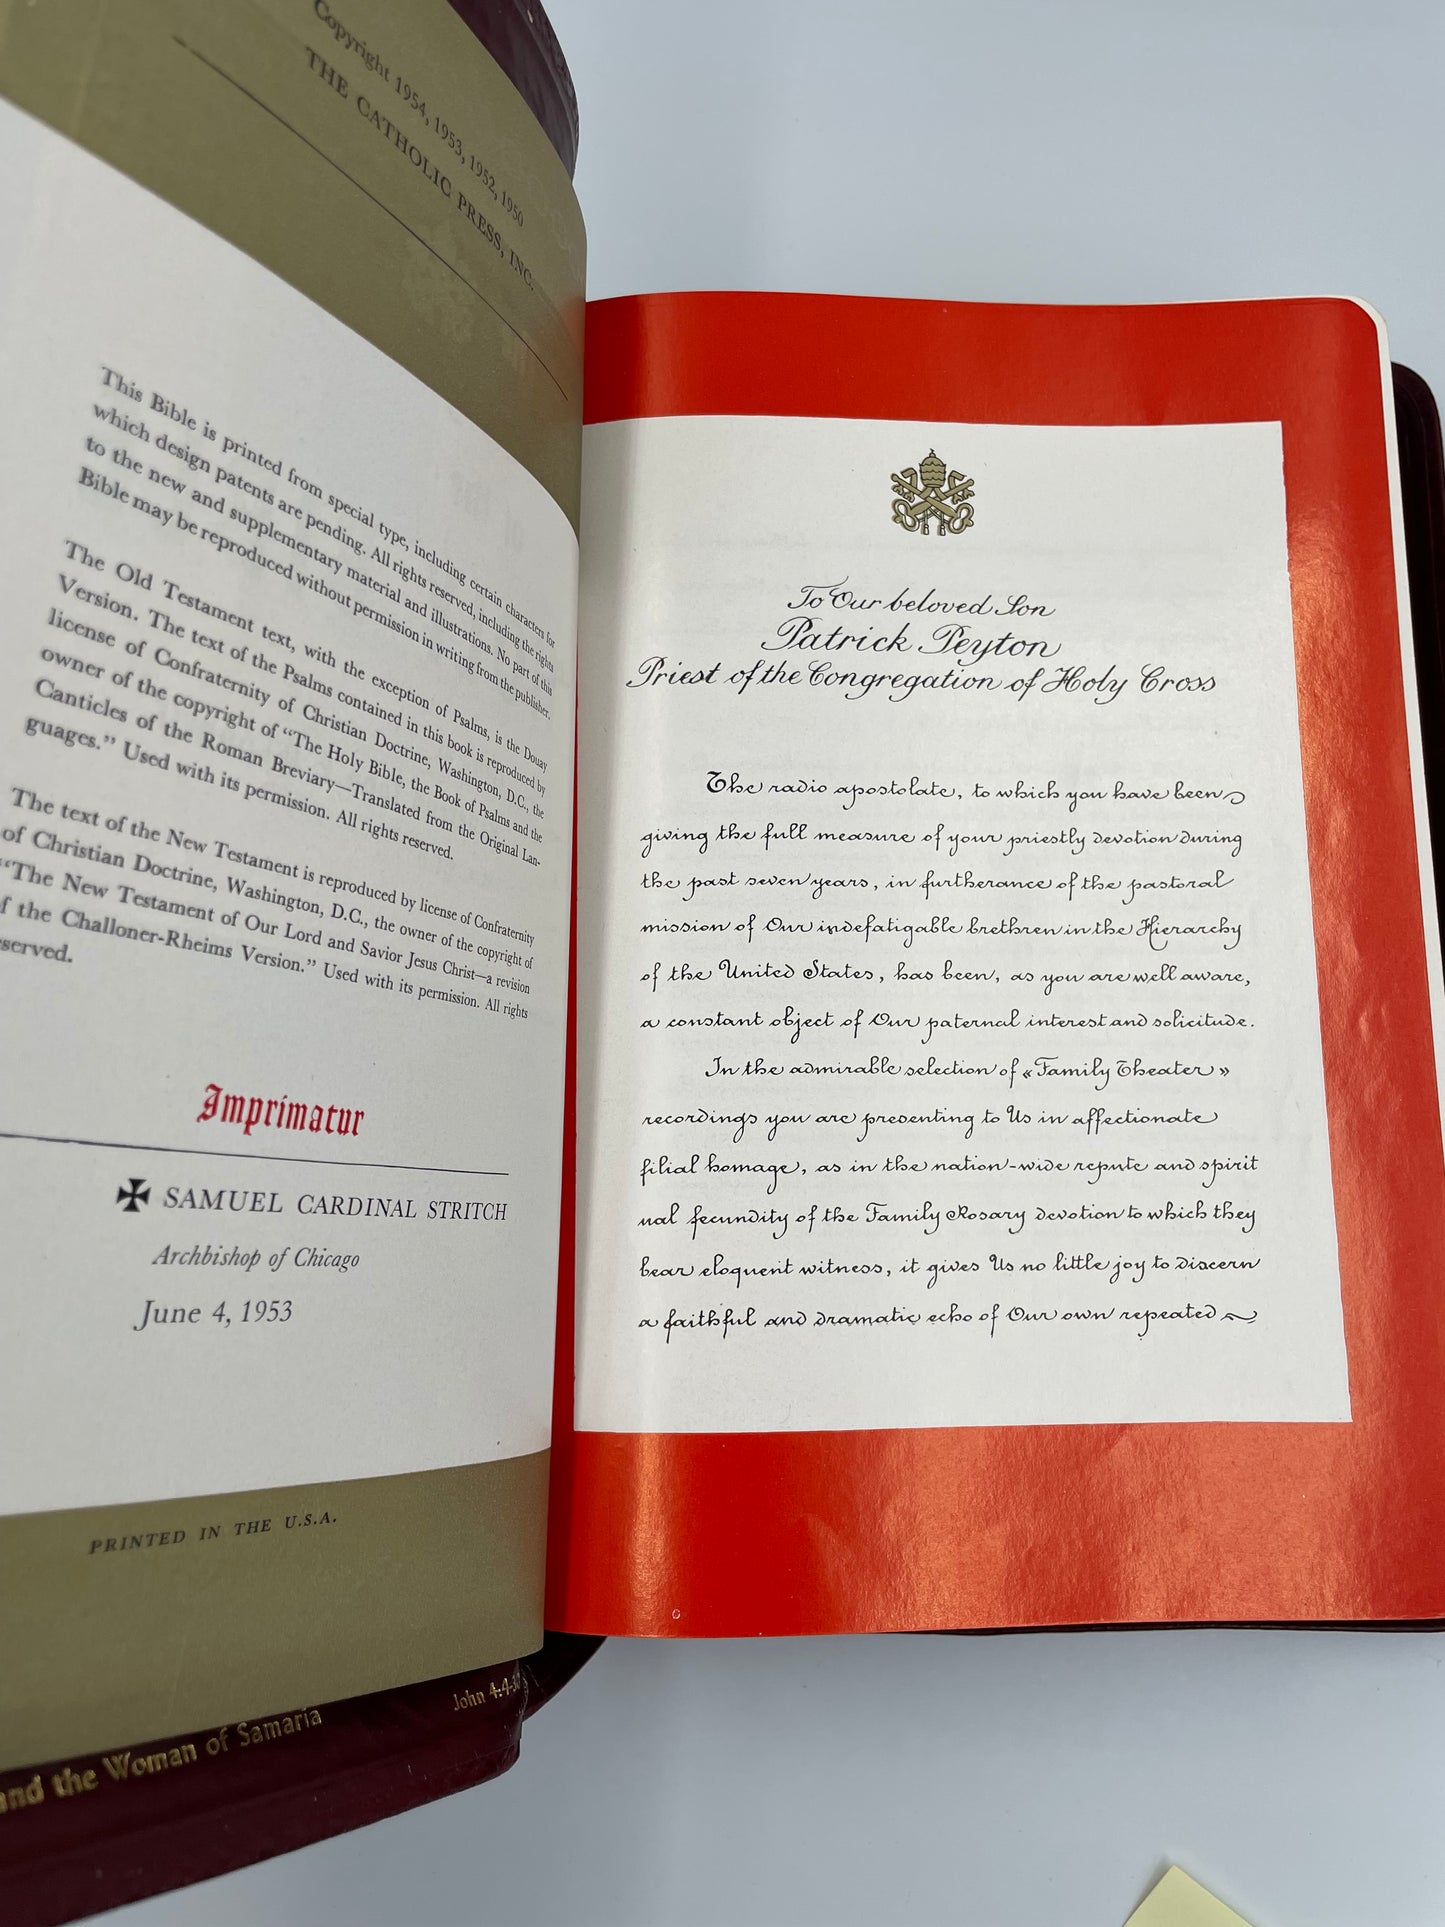 Copyright 1954, 1953, 1952, 1950
THE CATHOLIC PRESS, INC.
This Bible is printed from special type, including certain characters for
which design patents are pending. All rights reserved, including the rights
to the new and supplementary material and illustrations. No part of this
Bible may be reproduced without permission in writing from the publisher.
The Old Testament text, with the exception of Psalms, is the Douay
Version. The text of the Psalms contained in this book is reproduced by
license of Confraternity of Christian Doctrine, Washington, D.C., the
owner of the copyright of “The Holy Bible, the Book of Psalms and the
Canticles of the Roman Breviary—Translated from the Original Lan-
guages.” Used with its permission. All rights reserved.
The text of the New Testament is reproduced by license of Confraternity
of Christian Doctrine, Washington, D.C., the owner of the copyright of
“The New Testament of Our Lord and Savior Jesus Christ—a revision
of the Challoner-Rheims Version.” Used with its permission. All rights
eserved.
Imprimatur
✠ SAMUEL CARDINAL STRITCH
Archbishop of Chicago
June 4, 1953
PRINTED IN THE U.S.A.
and the Woman of Samaria
John 4:4-
To Our beloved Son
Patrick Peyton
Priest of the Congregation of Holy Cross
The radio apostolate, to which you have been
giving the full measure of your priestly devotion during
the past seven years, in furtherance of the pastoral
mission of Our indefatigable brethren in the Hierarchy
of the United States, has been, as you are well aware,
a constant object of Our paternal interest and solicitude.
In the admirable selection of «Family Theater»
recordings you are presenting to Us in affectionate
filial homage, as in the nation-wide repute and spirit
ual fecundity of the Family Rosary devotion to which they
bear eloquent witness, it gives Us no little joy to discern
a faithful and dramatic echo of Our own repeated